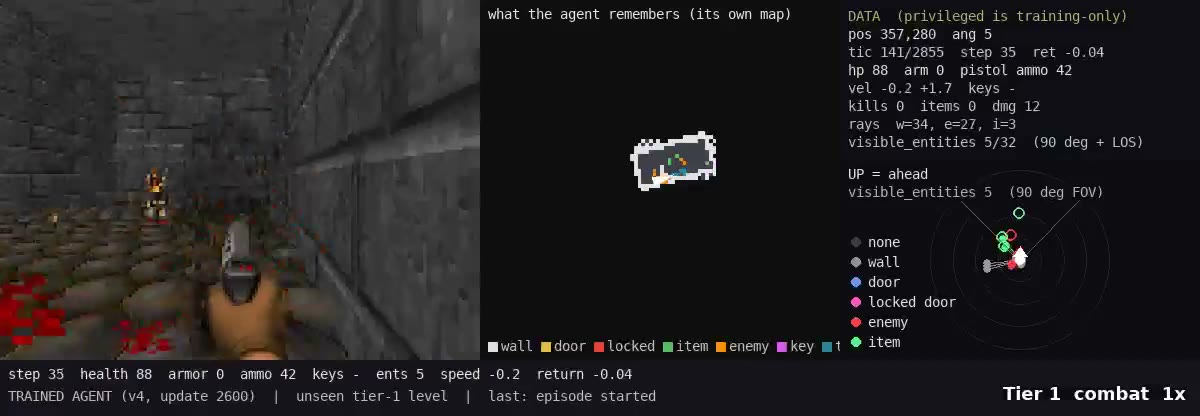 what the agent remembers (its own map)
wall door locked item enemy key t
DATA (privileged is training-only)
pos 357,280 ang 5
tic 141/2855 step 35 ret -0.04
hp 88 arm 0 pistol ammo 42
vel -0.2 +1.7 keys -
kills 0 items 0 dmg 12
rays w=34, e=27, i=3
visible_entities 5/32 (90 deg + LOS)
UP = ahead
visible_entities 5 (90 deg FOV)
none
wall
door
locked door
enemy
item
step 35 health 88 armor 0 ammo 42 keys - ents 5 speed -0.2 return -0.04
TRAINED AGENT (v4, update 2600) | unseen tier-1 level | last: episode started
Tier 1 combat 1x